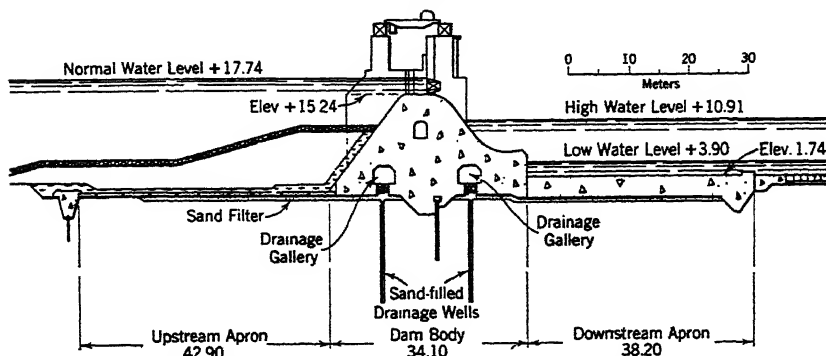 0 10 20 30
Meters
Normal Water Level +17.74
Elev +15 24
High Water Level +10.91
Low Water Level +3.90
Elev. 1.74
Sand Filter
Drainage
Gallery
Drainage
Gallery
Sand-filled
Drainage Wells
Upstream Apron
42.90
Dam Body
34.10
Downstream Apron
38.20